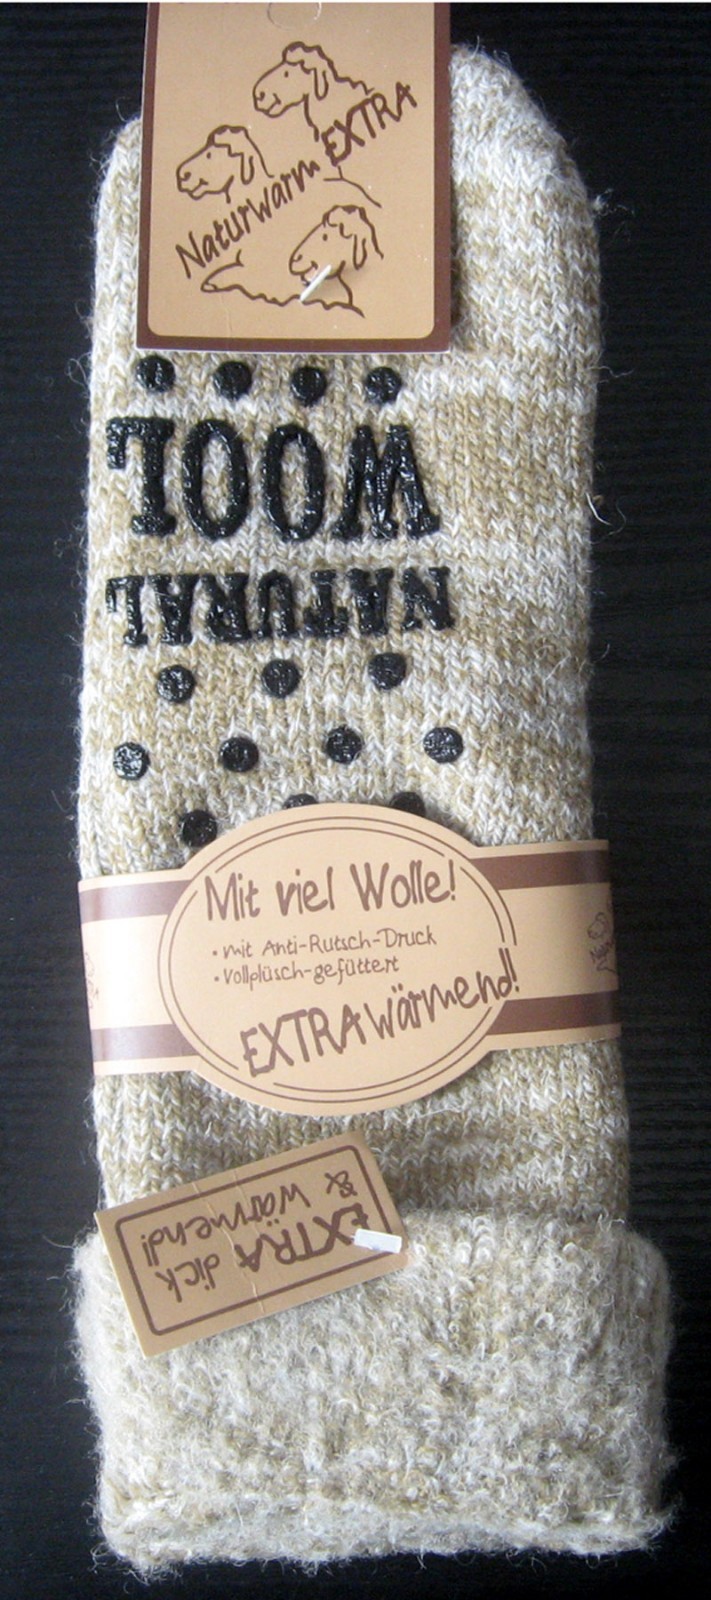 Naturwarm EXTRA
WOOL
NATURAL
Mit viel Wolle!
• mit Anti-Rutsch-Druck
• Vollplüsch-gefüttert
EXTRA wärmend!
EXTRA dick
& wärmend!